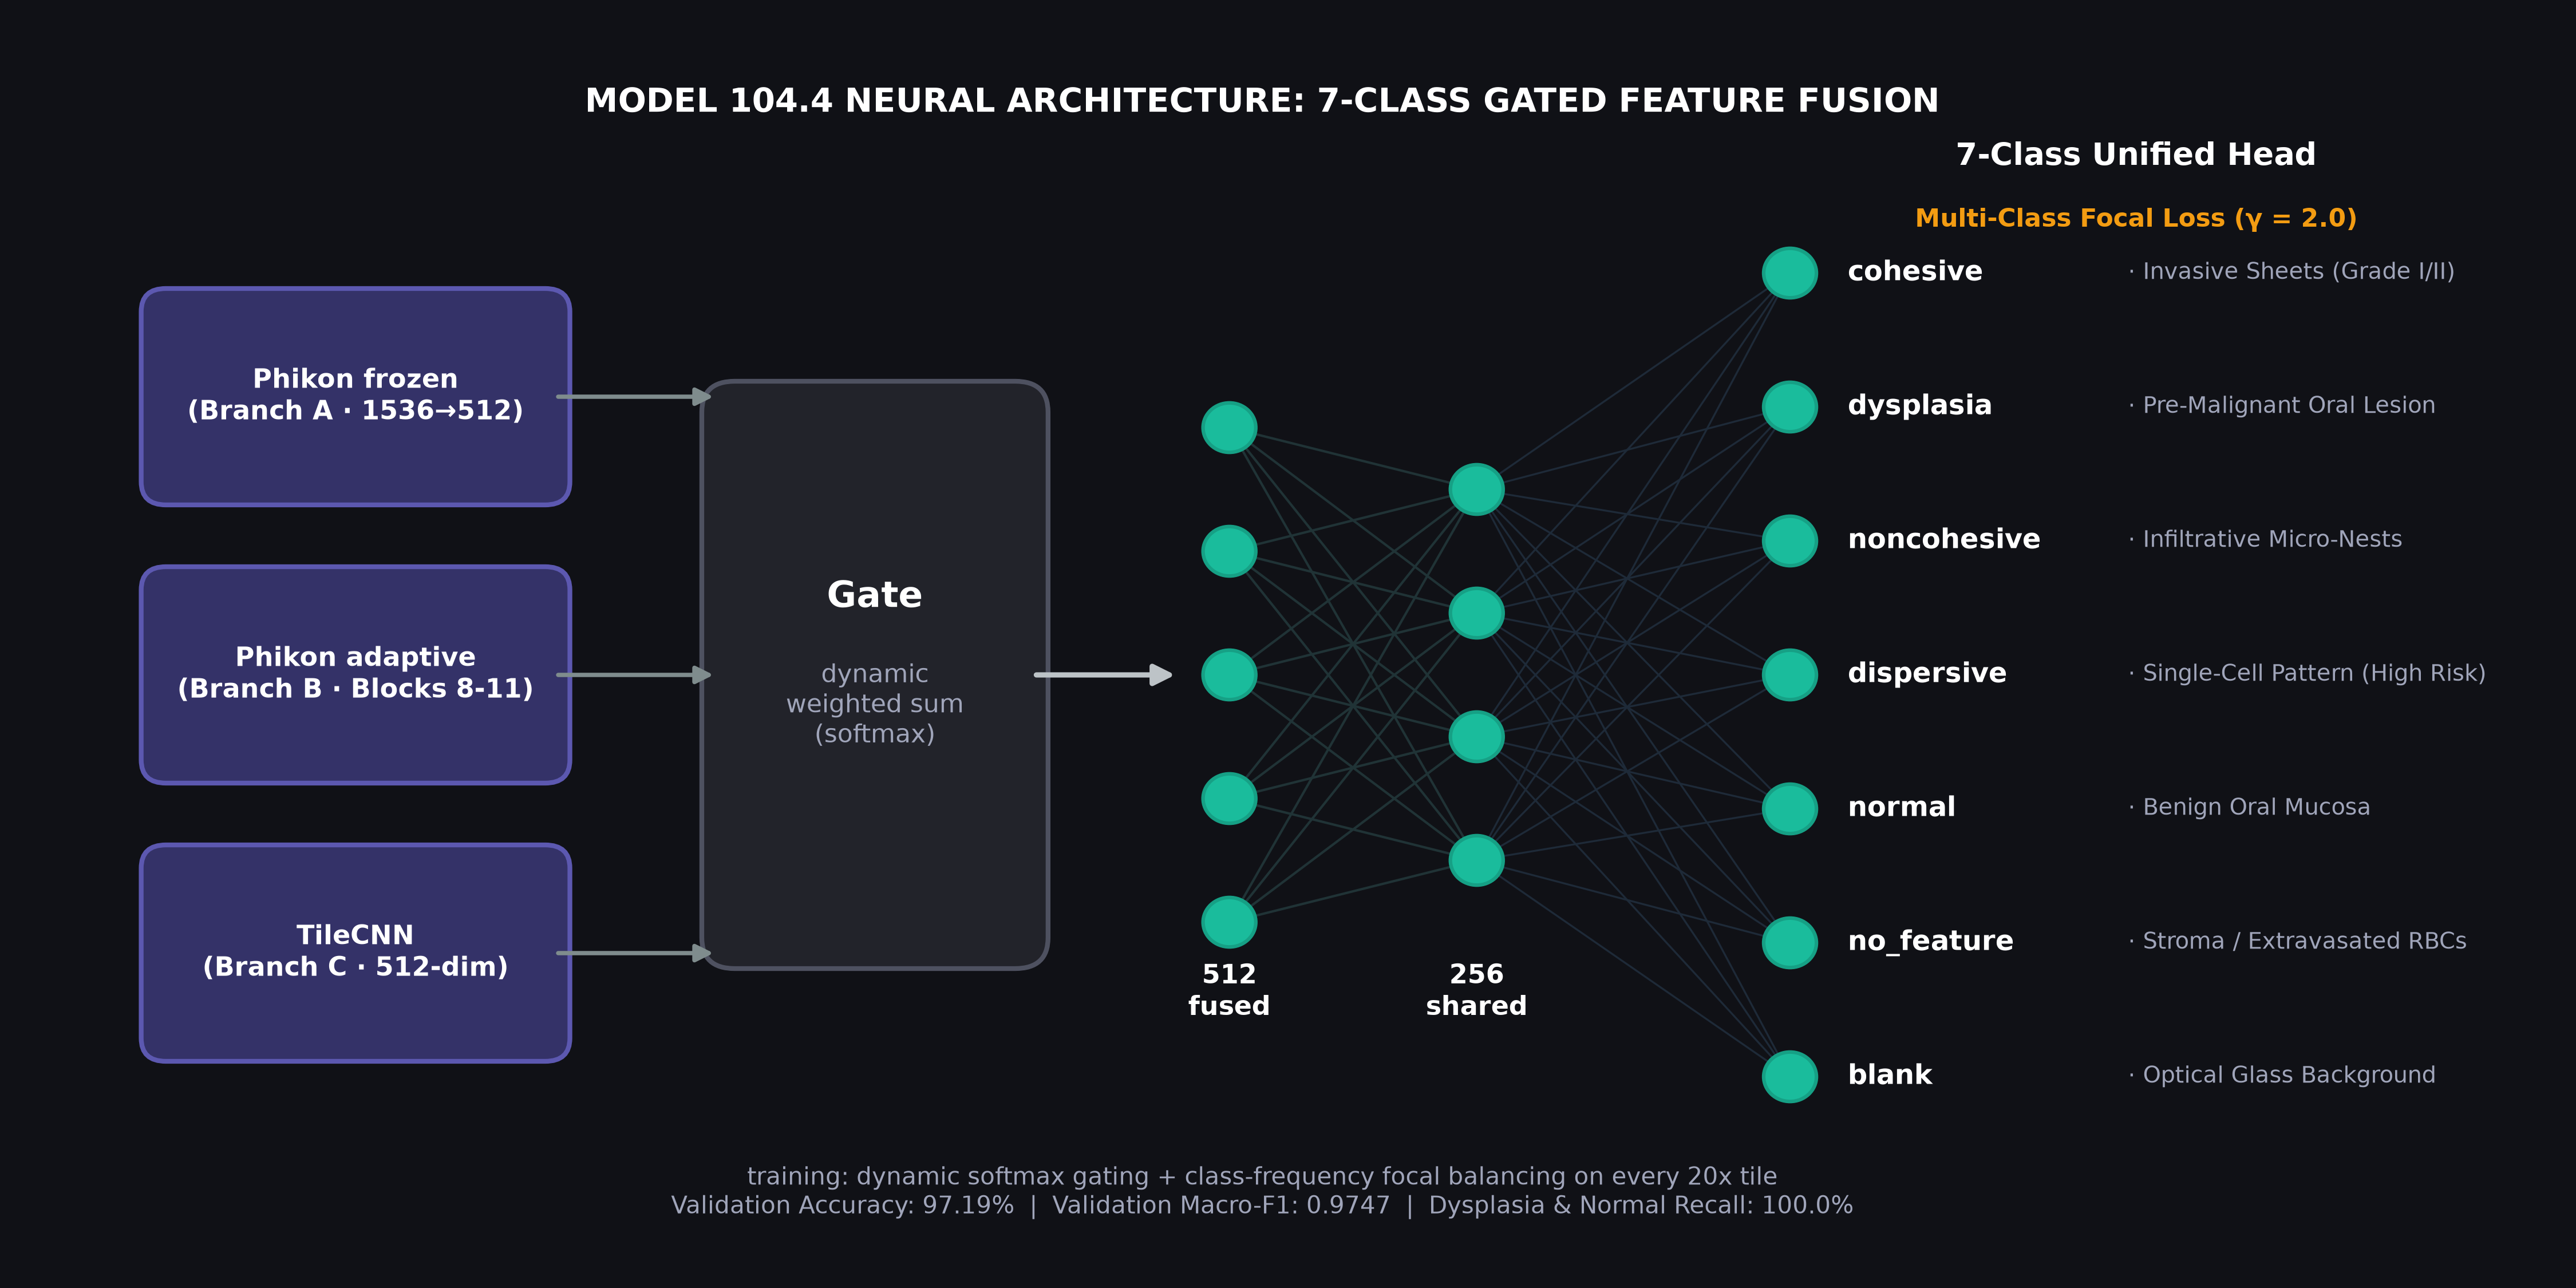 MODEL 104.4 NEURAL ARCHITECTURE: 7-CLASS GATED FEATURE FUSION
7-Class Unified Head
Multi-Class Focal Loss (γ = 2.0)
Phikon frozen
(Branch A · 1536→512)
Phikon adaptive
(Branch B · Blocks 8-11)
TileCNN
(Branch C · 512-dim)
Gate
dynamic
weighted sum
(softmax)
512
fused
256
shared
cohesive · Invasive Sheets (Grade I/II)
dysplasia · Pre-Malignant Oral Lesion
noncohesive · Infiltrative Micro-Nests
dispersive · Single-Cell Pattern (High Risk)
normal · Benign Oral Mucosa
no_feature · Stroma / Extravasated RBCs
blank · Optical Glass Background
training: dynamic softmax gating + class-frequency focal balancing on every 20x tile
Validation Accuracy: 97.19% | Validation Macro-F1: 0.9747 | Dysplasia & Normal Recall: 100.0%